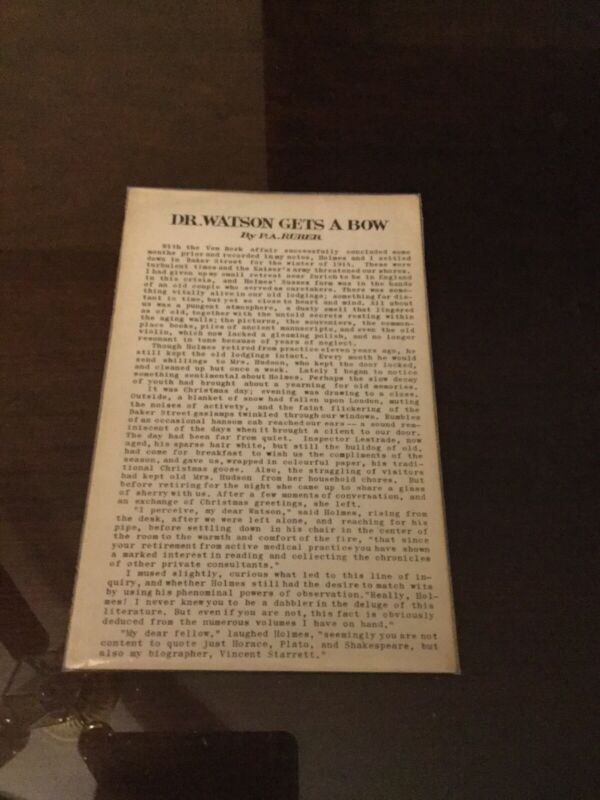 DR. WATSON GETS A BOW
By P.A. RUBER
With the Von Bork affair successfully concluded some
months prior and recorded in my notes, Holmes and I settled
down in Baker Street for the winter of 1914. These were
turbulent times and the Kaiser's army threatened our shores.
I had given up my small retreat near Zurich to be in England
in this crisis, and Holmes' Sussex farm was in the hands
of an old couple who served as caretakers. There was some-
thing vitally alive in our old lodgings; something far dis-
tant in time, but yet so close to heart and mind. All about
us was a pungent atmosphere, a dusty smell that lingered
as of old, together with the untold secrets resting within
the aging walls; the pictures, the souveniers, the common-
place books, piles of ancient mannscripts, and even the old
violin, which now lacked a gleaming polish, and no longer
resonant in tone because of years of neglect.
Though Holmes retired from practice eleven years ago, he
still kept the old lodgings intact. Every month he would
send shillings to Mrs. Hudson, who kept the door locked,
and cleaned up but once a week. Lately I began to notice
something sentimental about Holmes. Perhaps the slow decay
of youth had brought about a yearning for old memories.
It was Christmas day; evening was drawing to a close.
Outside, a blanket of snow had fallen upon London, muting
the noises of activety, and the faint flickering of the
Baker Street gaslamps twinkled through our windows. Rumbles
of an occasional hansom cab reached our ears -- a sound rem-
iniscent of the days when it brought a client to our door.
The day had been far from quiet. Inspector Lestrade, now
aged, his sparse hair white, but still the bulldog of old,
had come for breakfast to wish us the compliments of the
season, and gave us, wrapped in colourful paper, his tradi-
tional Christmas goose. Also, the straggling of visitors
had kept old Mrs. Hudson from her household chores. But
before retiring for the night she came up to share a glass
of sherry with us. After a few moments of conversation, and
an exchange of Christmas greetings, she left.
"I perceive, my dear Watson," said Holmes, rising from
the desk, after we were left alone, and reaching for his
pipe, before settling down in his chair in the center of
the room to the warmth and comfort of the fire, "that since
your retirement from active medical practice you have shown
a marked interest in reading and collecting the chronicles
of other private consultants."
I mused slightly, curious what led to this line of in-
quiry, and whether Holmes still had the desire to match wits
by using his phenominal powers of observation. "Really, Hol-
mes! I never knew you to be a dabbler in the deluge of this
literature. But even if you are not, this fact is obviously
deduced from the numerous volumes I have on hand."
"My dear fellow," laughed Holmes, "seemingly you are not
content to quote just Horace, Plato, and Shakespeare, but
also my biographer, Vincent Starrett."